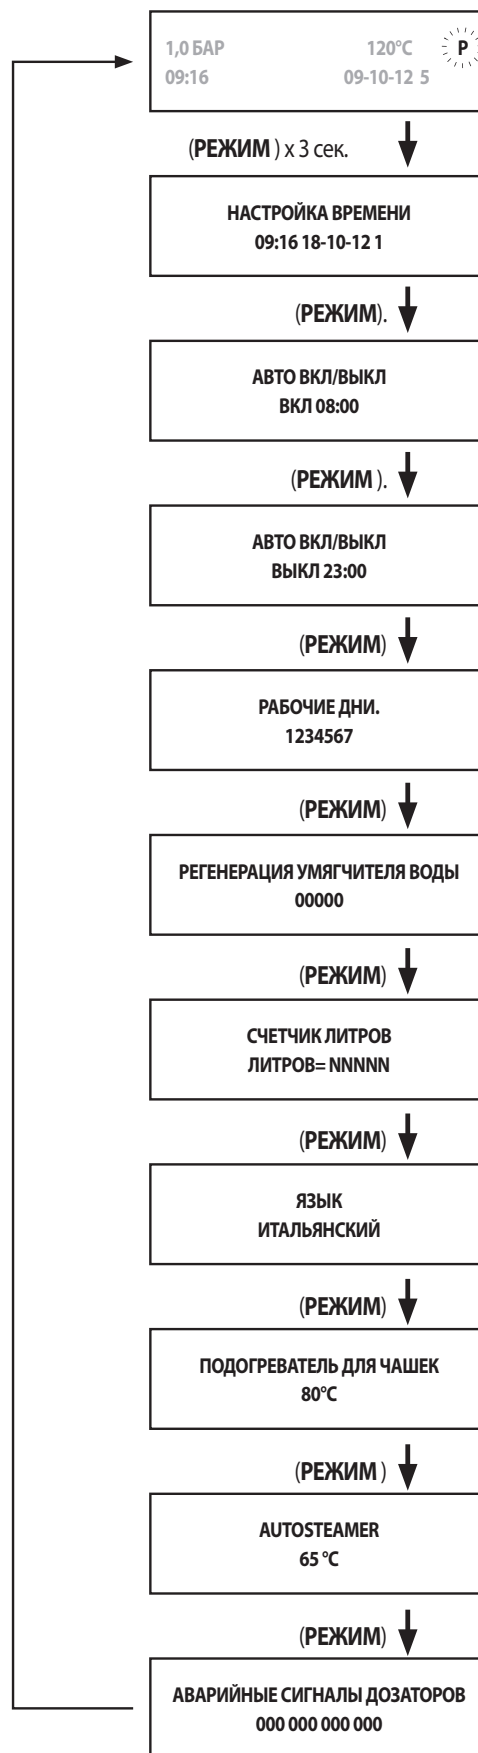 1,0 БАР 120°C P
09:16 09-10-12 5
(РЕЖИМ ) x 3 сек.
НАСТРОЙКА ВРЕМЕНИ
09:16 18-10-12 1
(РЕЖИМ).
АВТО ВКЛ/ВЫКЛ
ВКЛ 08:00
(РЕЖИМ ).
АВТО ВКЛ/ВЫКЛ
ВЫКЛ 23:00
(РЕЖИМ)
РАБОЧИЕ ДНИ.
1234567
(РЕЖИМ)
РЕГЕНЕРАЦИЯ УМЯГЧИТЕЛЯ ВОДЫ
00000
(РЕЖИМ)
СЧЕТЧИК ЛИТРОВ
ЛИТРОВ= NNNNN
(РЕЖИМ)
ЯЗЫК
ИТАЛЬЯНСКИЙ
(РЕЖИМ)
ПОДОГРЕВАТЕЛЬ ДЛЯ ЧАШЕК
80°C
(РЕЖИМ )
AUTOSTEAMER
65 °C
(РЕЖИМ)
АВАРИЙНЫЕ СИГНАЛЫ ДОЗАТОРОВ
000 000 000 000